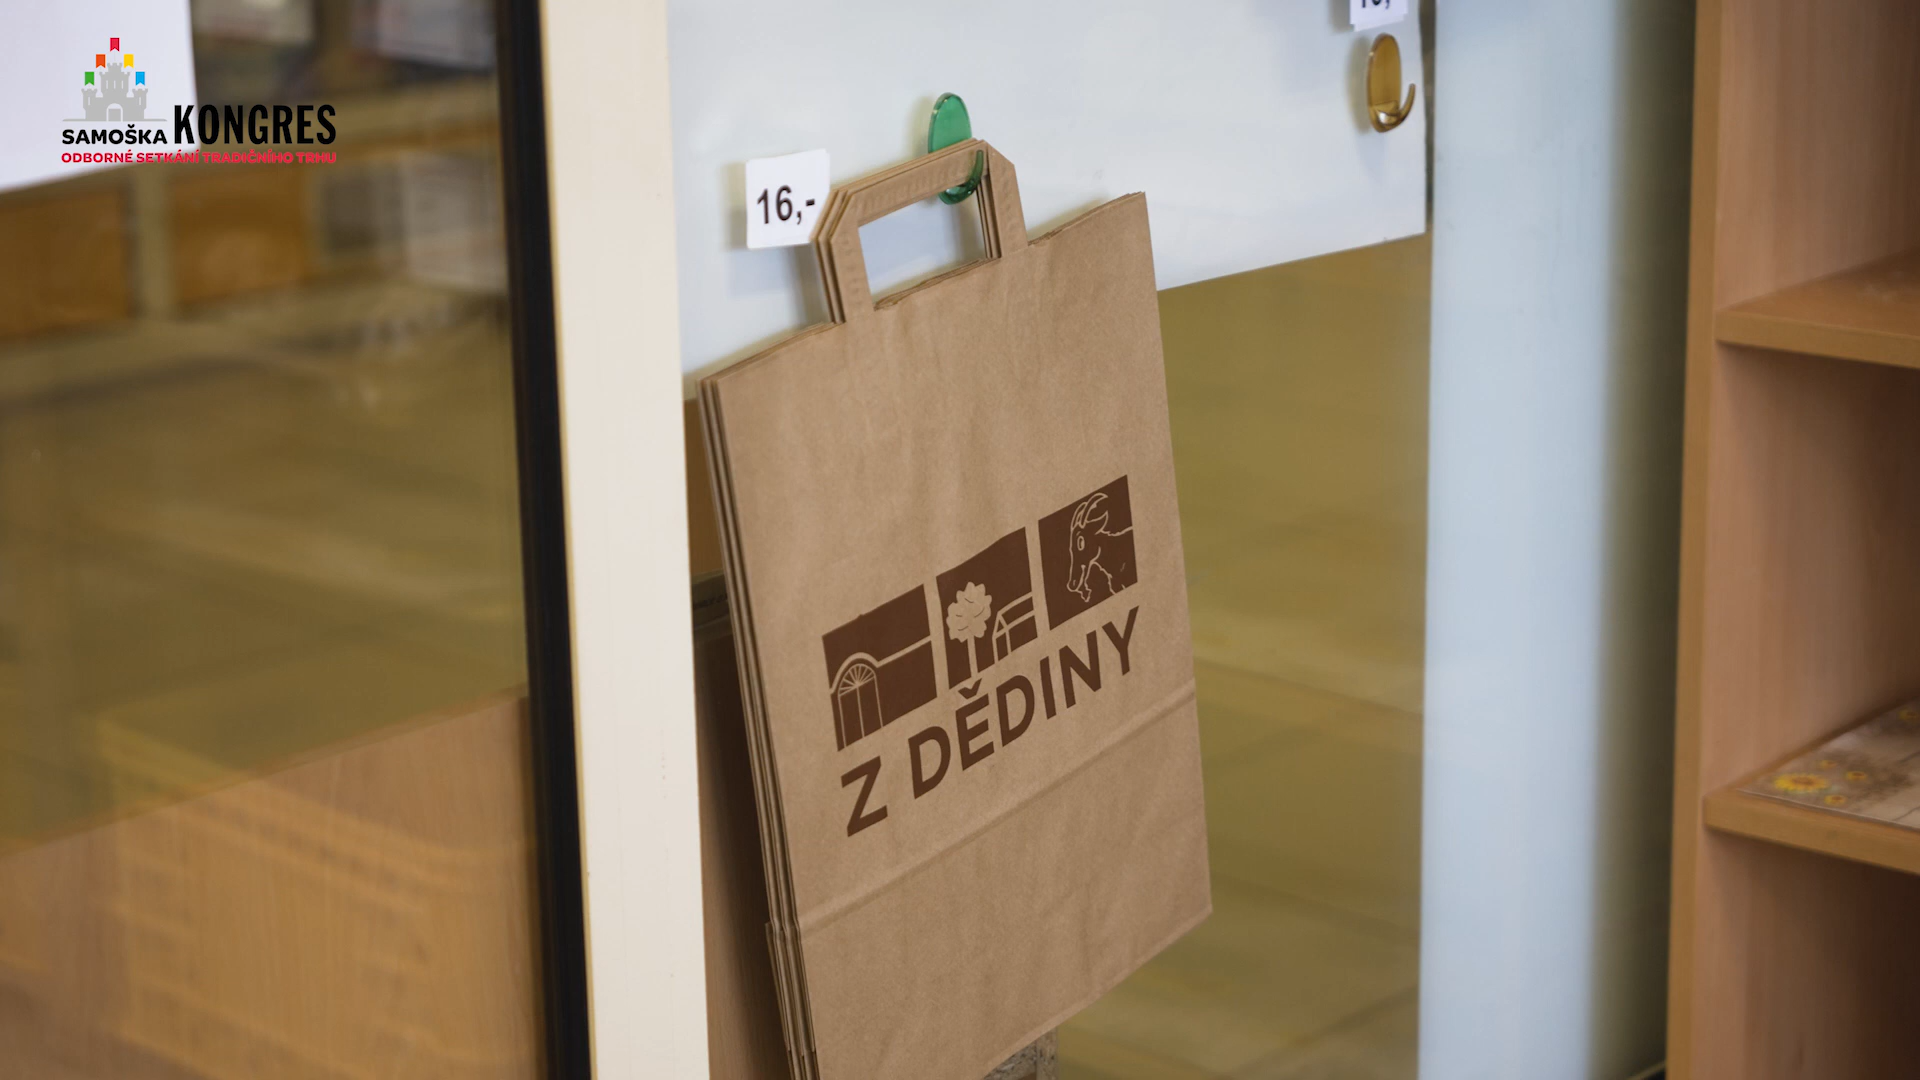 SAMOŠKA KONGRES
ODBORNÉ SETKÁNÍ TRADIČNÍHO TRHU
16,-
Z DĚDINY